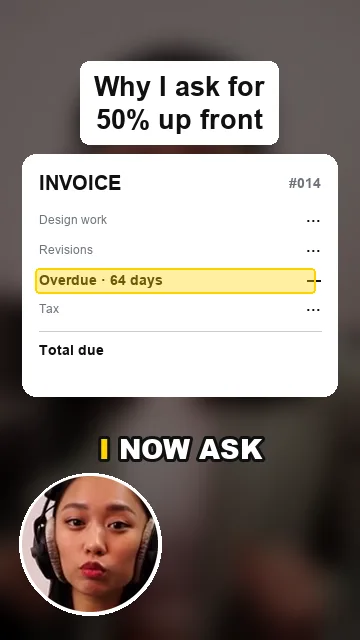 Why I ask for
50% up front
INVOICE #014
Design work ...
Revisions ...
Overdue · 64 days —
Tax ...
Total due
I NOW ASK